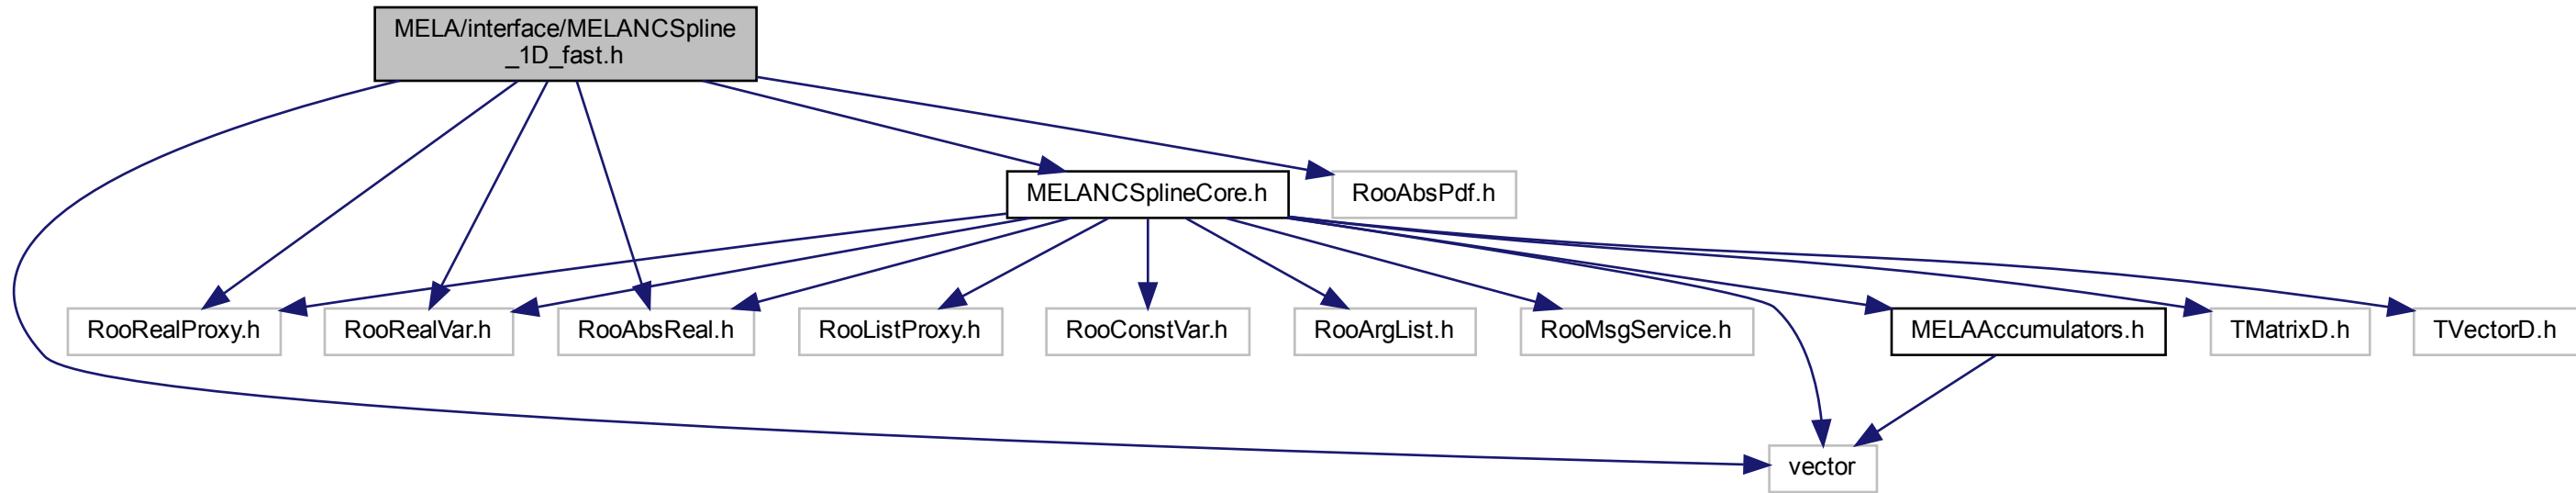 MELA/interface/MELANCSpline
_1D_fast.h
MELANCSplineCore.h
RooAbsPdf.h
RooRealProxy.h
RooRealVar.h
RooAbsReal.h
RooListProxy.h
RooConstVar.h
RooArgList.h
RooMsgService.h
MELAAccumulators.h
TMatrixD.h
TVectorD.h
vector